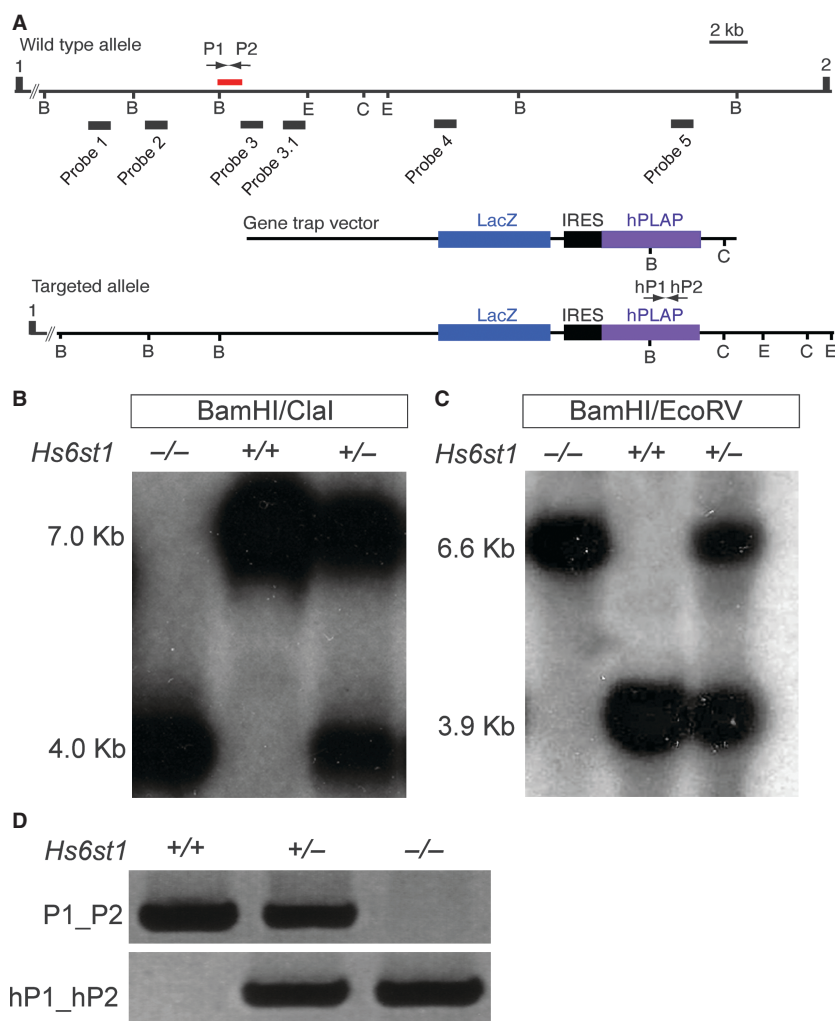 A
Wild type allele
P1 P2
2 kb
1
2
B B B E C E B B
Probe 1
Probe 2
Probe 3
Probe 3.1
Probe 4
Probe 5
Gene trap vector
LacZ IRES hPLAP
B C
Targeted allele
hP1 hP2
1
LacZ IRES hPLAP
B B B B C E C E
B
BamHI/ClaI
Hs6st1 –/– +/+ +/–
7.0 Kb
4.0 Kb
C
BamHI/EcoRV
Hs6st1 –/– +/+ +/–
6.6 Kb
3.9 Kb
D
Hs6st1 +/+ +/– –/–
P1_P2
hP1_hP2